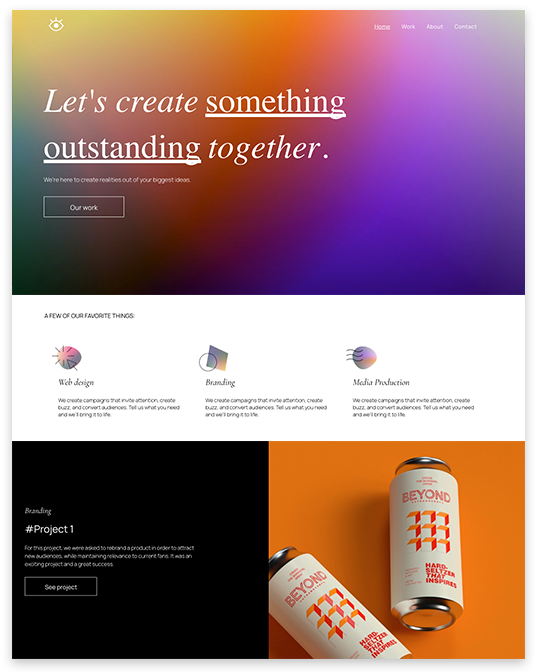 Home Work About Contact
Let's create something
outstanding together.
We're here to create realities out of your biggest ideas.
Our work
A FEW OF OUR FAVORITE THINGS:
Web design
We create campaigns that invite attention, create
buzz, and convert audiences. Tell us what you need
and we'll bring it to life.
Branding
We create campaigns that invite attention, create
buzz, and convert audiences. Tell us what you need
and we'll bring it to life.
Media Production
We create campaigns that invite attention, create
buzz, and convert audiences. Tell us what you need
and we'll bring it to life.
Branding
#Project 1
For this project, we were asked to rebrand a product in order to attract
new audiences, while maintaining relevance to current fans. It was an
exciting project and a great success.
See project
BEYOND
HARD-
SELTZER
THAT
INSPIRES
BEYOND
HARD-
SELTZER
THAT
INSPIRES